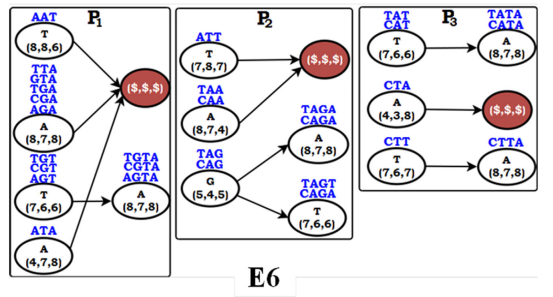 P1
AAT
T
(8,8,6)
($,$,$)
TTA
GTA
TGA
CGA
AGA
A
(8,7,8)
TGT
CGT
AGT
T
(7,6,6)
TGTA
CGTA
AGTA
A
(8,7,8)
ATA
A
(4,7,8)
P2
ATT
T
(7,8,7)
($,$,$)
TAA
CAA
A
(8,7,4)
TAGA
CAGA
A
(8,7,8)
TAG
CAG
G
(5,4,5)
TAGT
CAGA
T
(7,6,6)
P3
TAT
CAT
T
(7,6,6)
TATA
CATA
A
(8,7,8)
CTA
A
(4,3,8)
($,$,$)
CTT
T
(7,6,7)
CTTA
A
(8,7,8)
E6